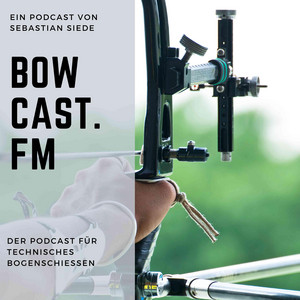 EIN PODCAST VON
SEBASTIAN SIEDE
BOW
CAST.
FM
DER PODCAST FÜR
TECHNISCHES
BOGENSCHIESSEN